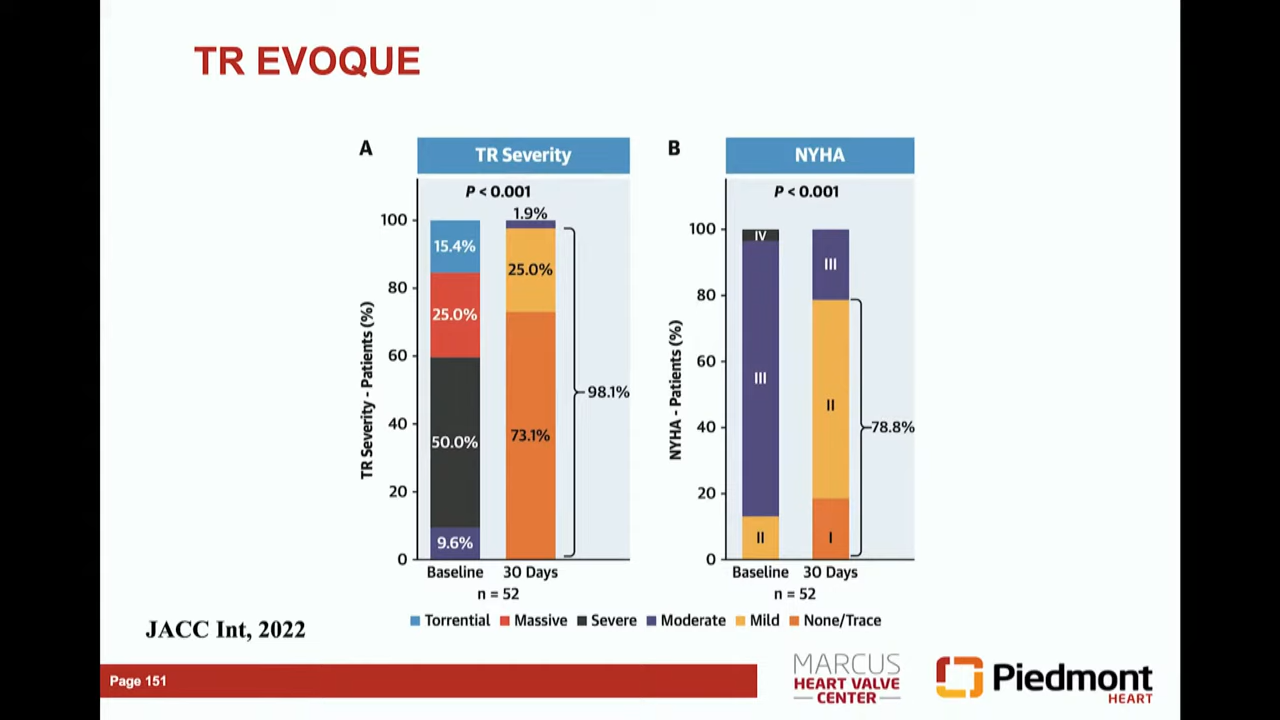 TR EVOQUE
A
TR Severity
P < 0.001
1.9%
100
80
60
40
20
0
TR Severity - Patients (%)
15.4%
25.0%
50.0%
9.6%
25.0%
73.1%
98.1%
Baseline
30 Days
n = 52
B
NYHA
P < 0.001
100
80
60
40
20
0
NYHA - Patients (%)
IV
III
II
III
II
I
78.8%
Baseline
30 Days
n = 52
Torrential Massive Severe Moderate Mild None/Trace
JACC Int, 2022
Page 151
MARCUS
HEART VALVE
CENTER
Piedmont
HEART